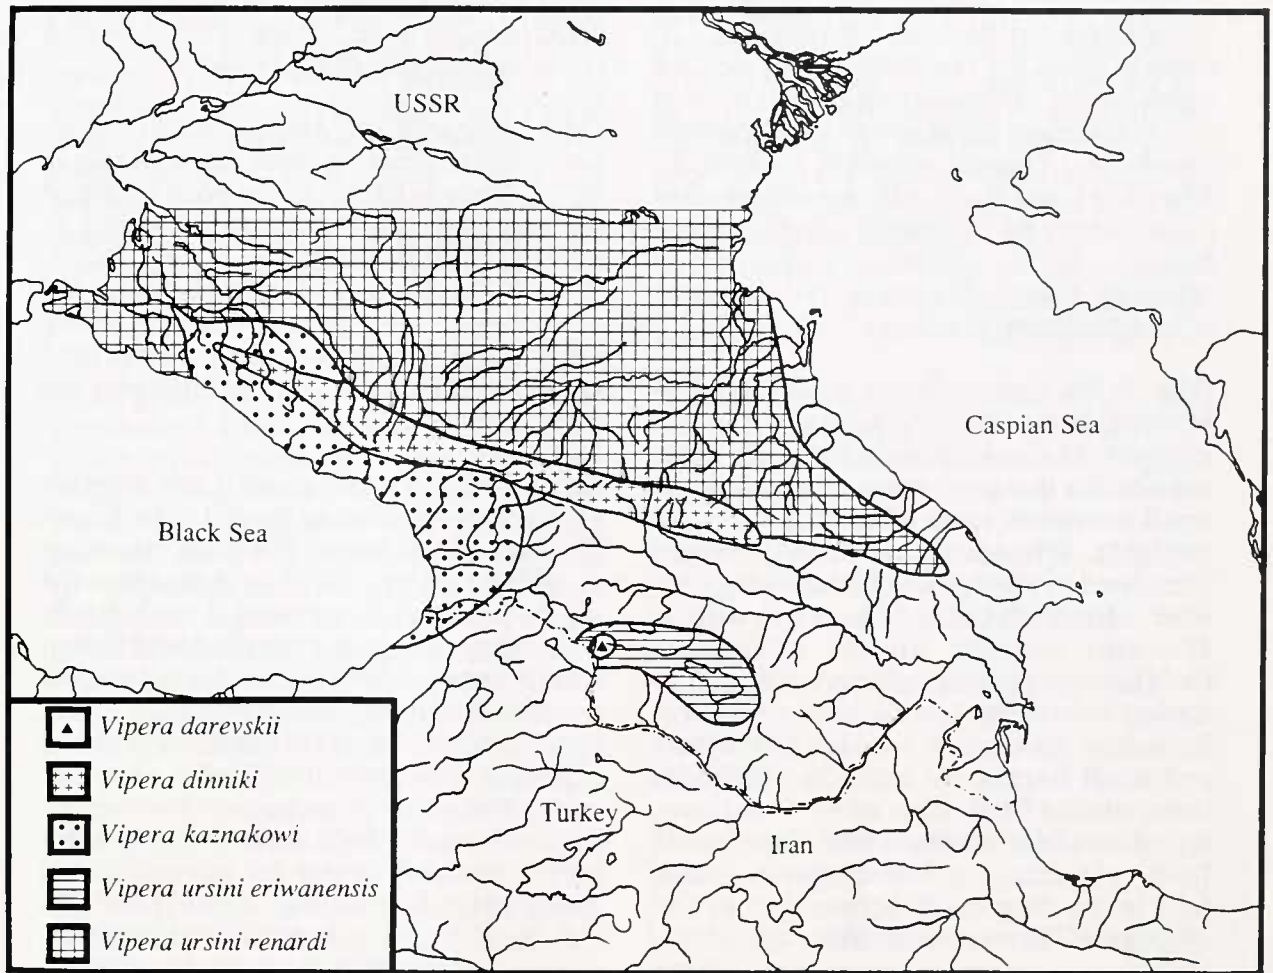 USSR
Caspian Sea
Black Sea
Turkey
Iran
Vipera darevskii
Vipera dinniki
Vipera kaznakowi
Vipera ursini eriwanensis
Vipera ursini renardi